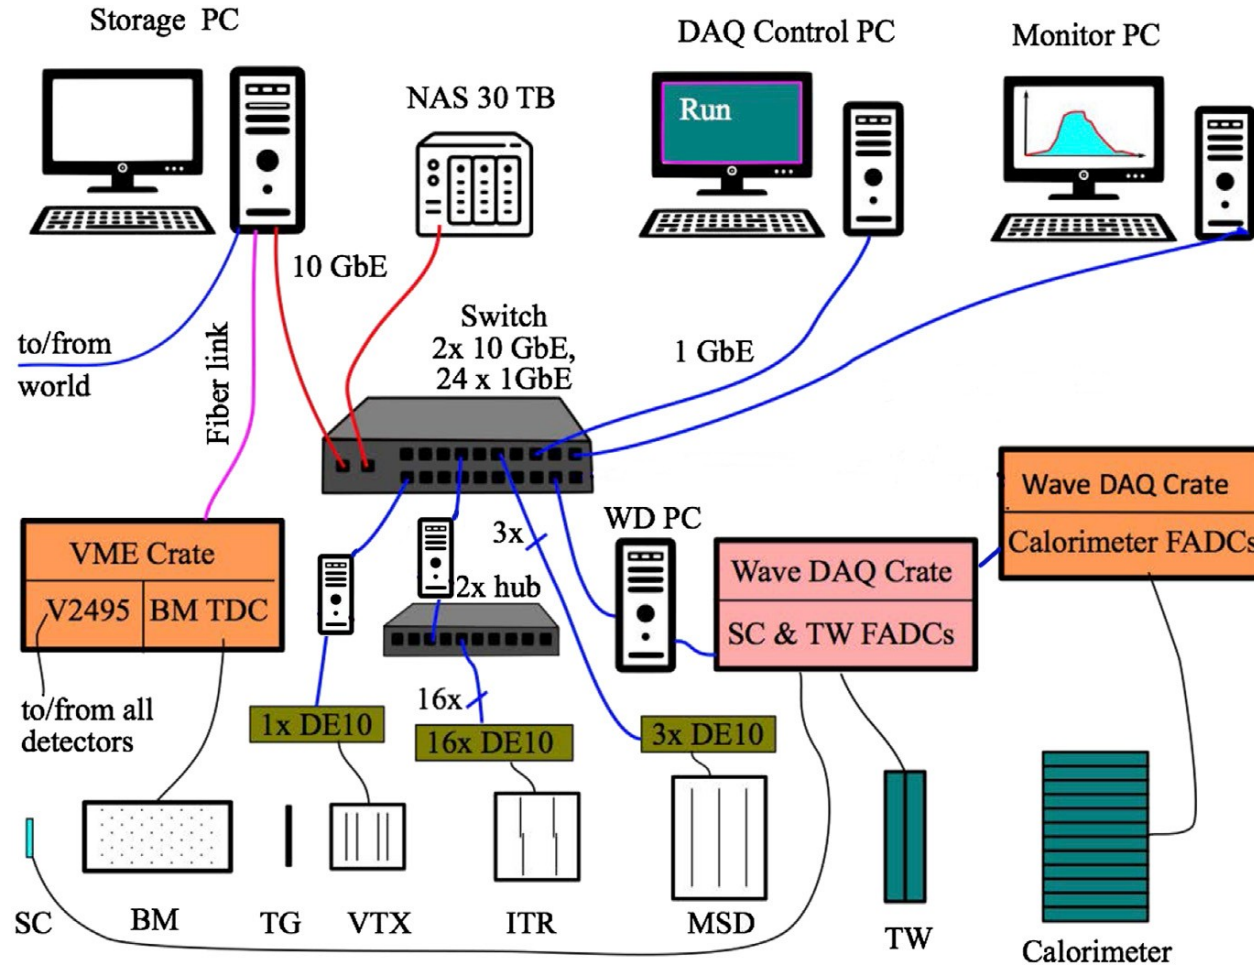 Storage PC
DAQ Control PC
Monitor PC
NAS 30 TB
Run
10 GbE
to/from
world
Fiber link
Switch
2x 10 GbE,
24 x 1GbE
1 GbE
3x
WD PC
Wave DAQ Crate
Calorimeter FADCs
VME Crate
V2495
BM TDC
2x hub
Wave DAQ Crate
SC & TW FADCs
to/from all
detectors
16x
1x DE10
16x DE10
3x DE10
SC
BM
TG
VTX
ITR
MSD
TW
Calorimeter